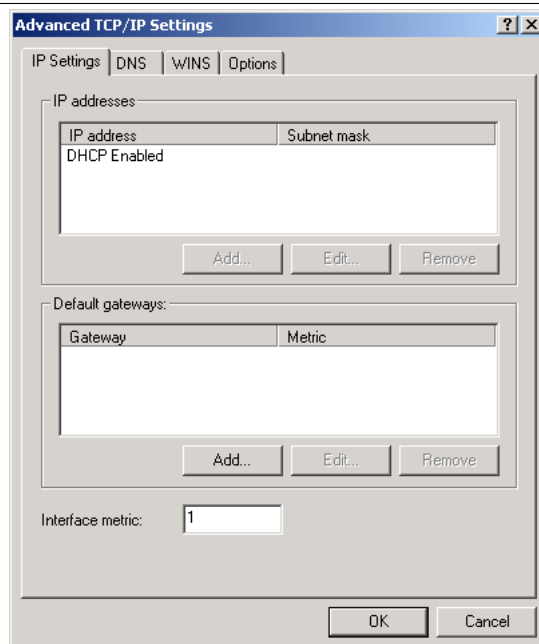 Advanced TCP/IP Settings
IP Settings DNS WINS Options
IP addresses
IP address Subnet mask
DHCP Enabled
Add... Edit... Remove
Default gateways:
Gateway Metric
Add... Edit... Remove
Interface metric: 1
OK Cancel